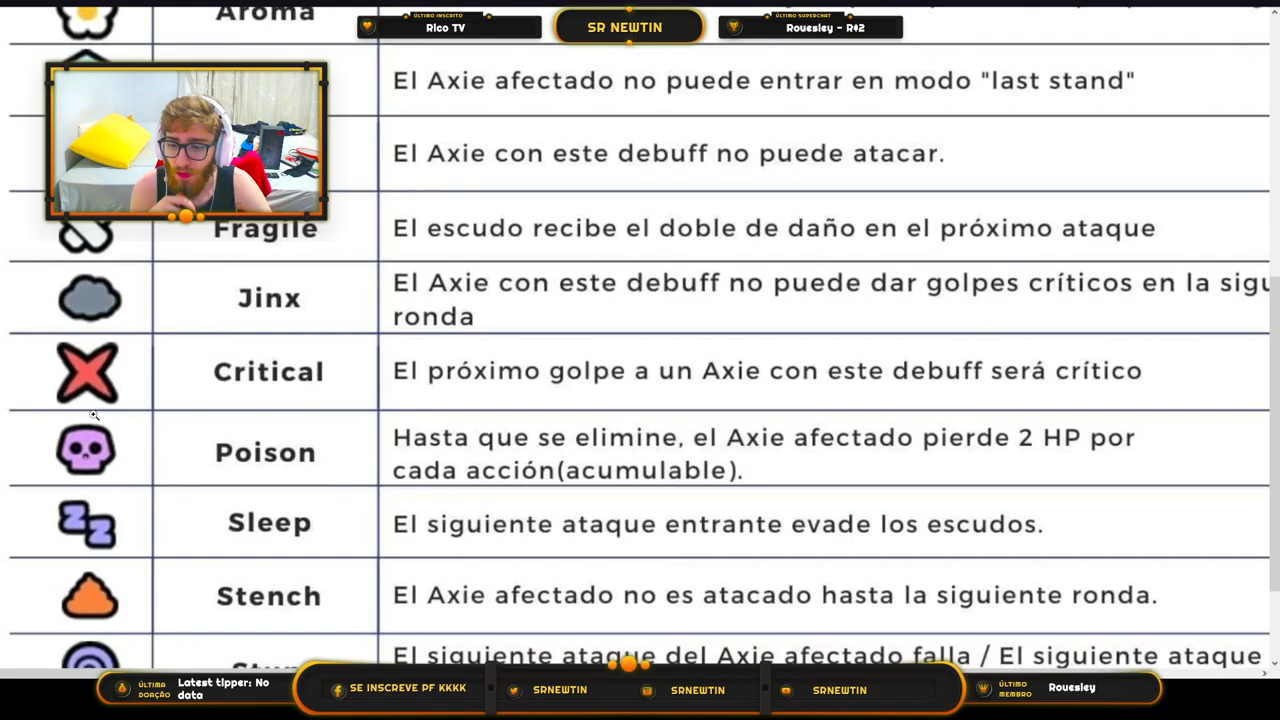 Aroma
ÚLTIMO INSCRITO
Rico TV
SR NEWTIN
ÚLTIMO SUPERCHAT
Rouesley - R$2
El Axie afectado no puede entrar en modo "last stand"
El Axie con este debuff no puede atacar.
Fragile
El escudo recibe el doble de daño en el próximo ataque
Jinx
El Axie con este debuff no puede dar golpes críticos en la sigu
ronda
Critical
El próximo golpe a un Axie con este debuff será crítico
Poison
Hasta que se elimine, el Axie afectado pierde 2 HP por
cada acción(acumulable).
Sleep
El siguiente ataque entrante evade los escudos.
Stench
El Axie afectado no es atacado hasta la siguiente ronda.
El siguiente ataque del Axie afectado falla / El siguiente ataque
ÚLTIMA
DOAÇÃO
Latest tipper: No
data
SE INSCREVE PF KKKK
SRNEWTIN
SRNEWTIN
SRNEWTIN
ÚLTIMO
MEMBRO
Rouesley